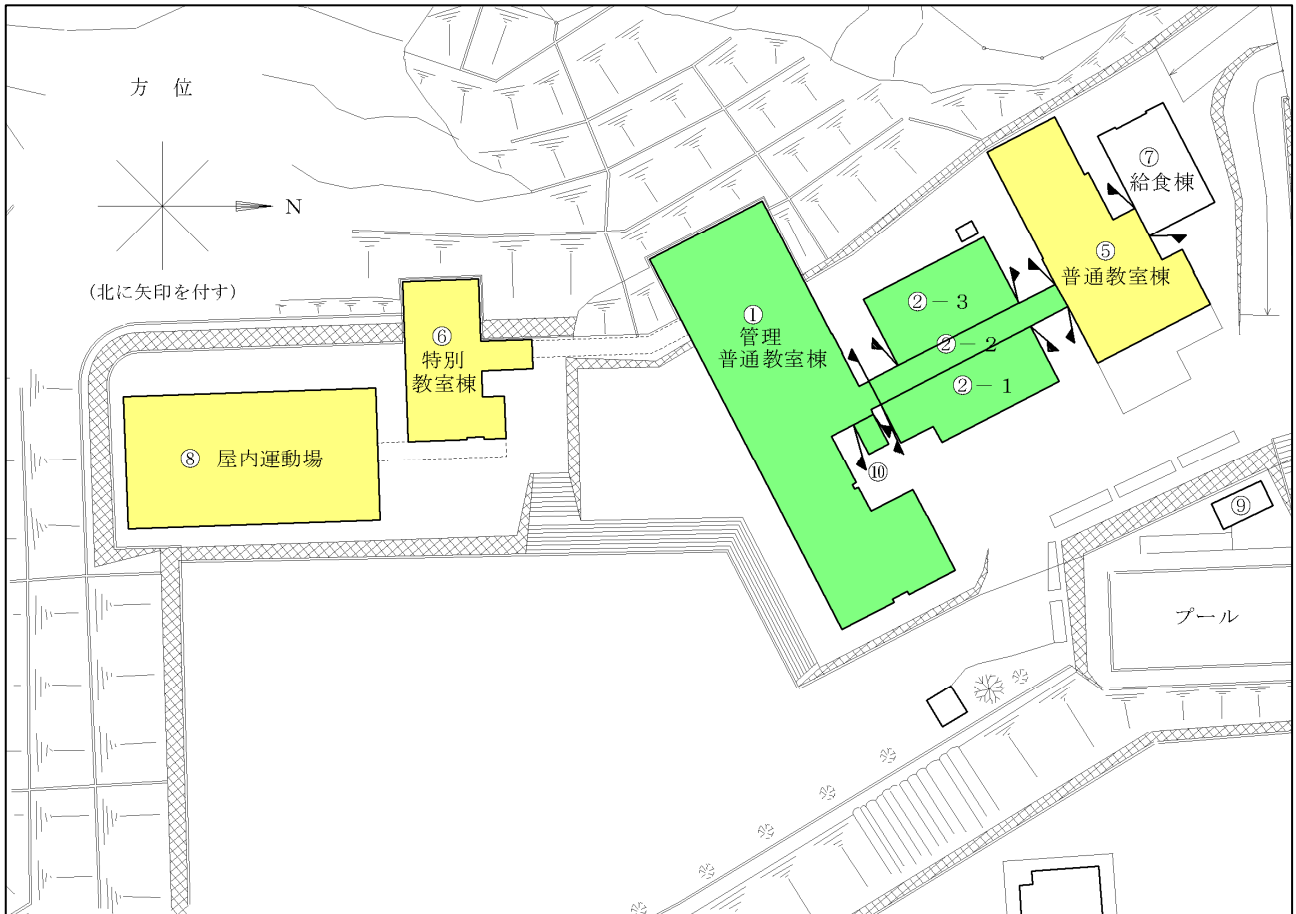 方 位
N
(北に矢印を付す)
⑦
給食棟
⑤
普通教室棟
②－3
①
管理
普通教室棟
②－2
⑥
特別
教室棟
②－1
⑧ 屋内運動場
⑩
⑨
プール